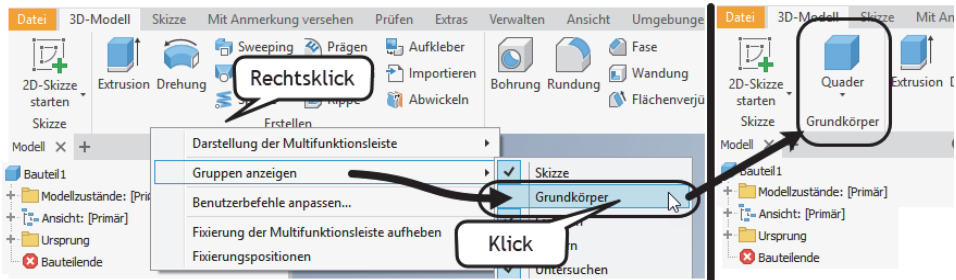 Datei 3D-Modell Skizze Mit Anmerkung versehen Prüfen Extras Verwalten Ansicht Umgebunge
Sweeping Prägen Aufkleber
Importieren
Rippe Abwickeln
2D-Skizze starten
Extrusion Drehung
Bohrung Rundung
Fase
Wandung
Flächenverjü
Skizze
Erstellen
Rechtsklick
Modell × +
Bauteil1
Modellzustände: [Pri
Ansicht: [Primär]
Ursprung
Bauteilende
Darstellung der Multifunktionsleiste
Gruppen anzeigen
Benutzerbefehle anpassen...
Fixierung der Multifunktionsleiste aufheben
Fixierungspositionen
Skizze
Grundkörper
Untersuchen
Klick
Datei 3D-Modell Skizze Mit An
2D-Skizze
starten
Quader
Extrusion D
Skizze
Grundkörper
Modell +
Bauteil1
Modellzustände: [Primär]
Ansicht: [Primär]
Ursprung
Bauteilende